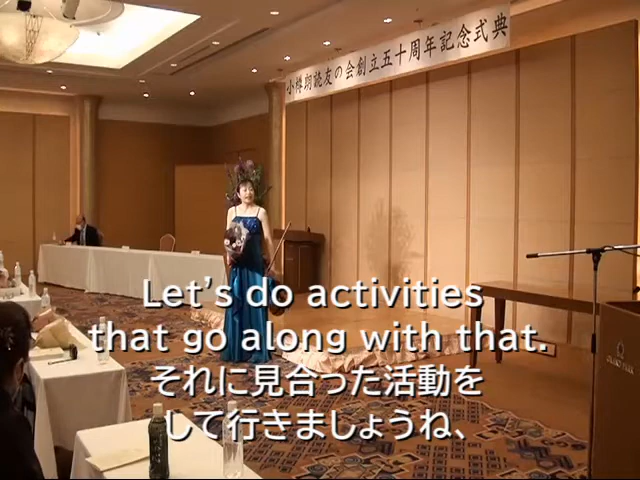 小樽朗読友の会創立五十周年記念式典
Let's do activities
that go along with that.
それに見合った活動を
して行きましょうね、